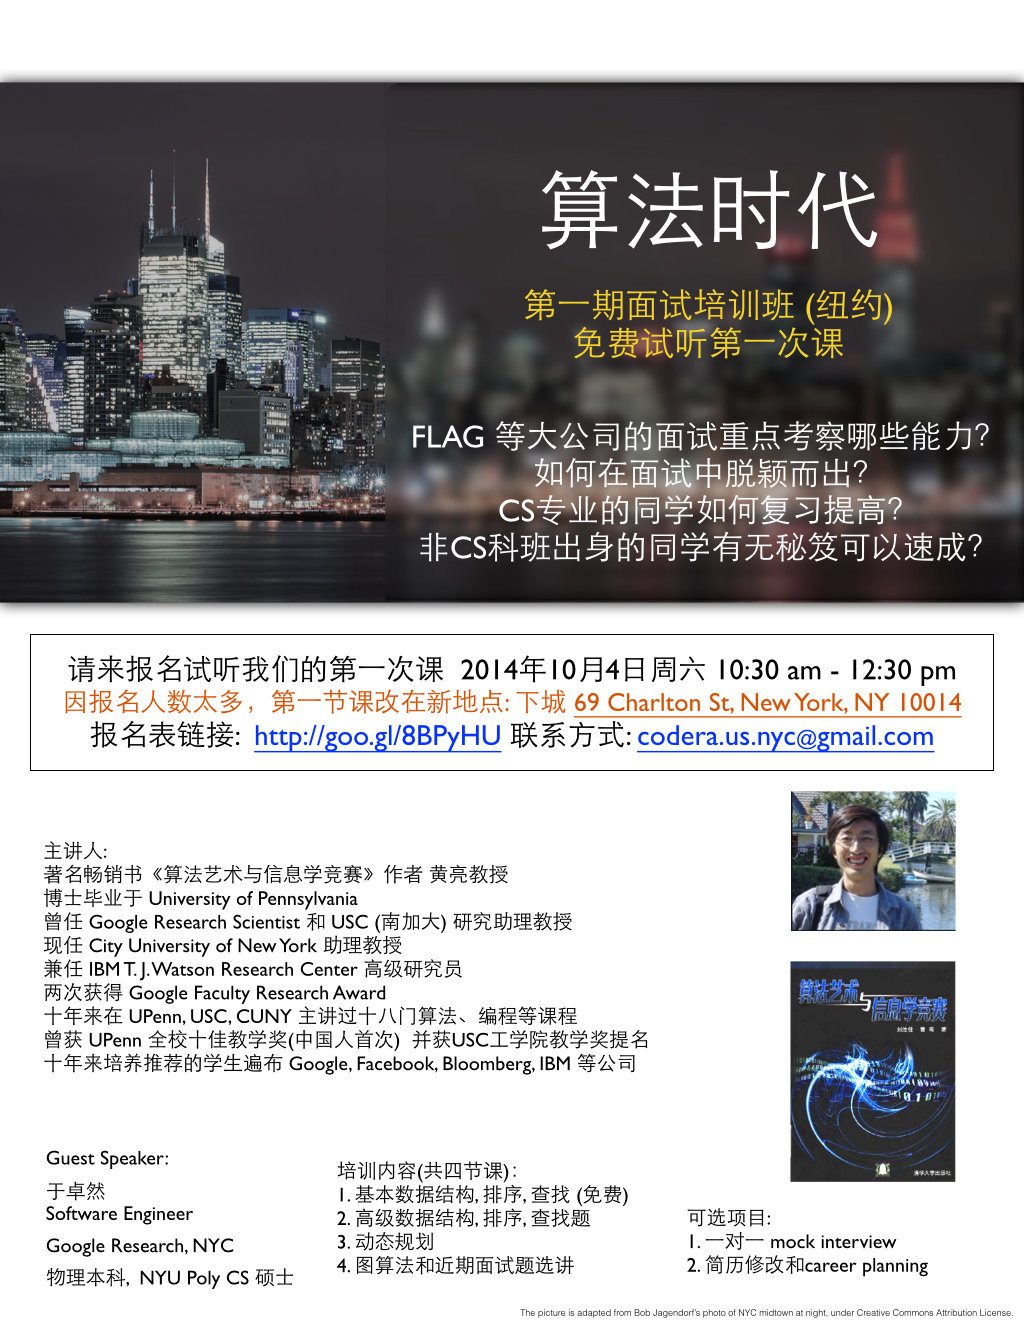 算法时代
第一期面试培训班 (纽约)
免费试听第一次课
FLAG 等大公司的面试重点考察哪些能力?
如何在面试中脱颖而出?
CS专业的同学如何复习提高?
非CS科班出身的同学有无秘笈可以速成?
请来报名试听我们的第一次课 2014年10月4日周六 10:30 am - 12:30 pm
因报名人数太多，第一节课改在新地点: 下城 69 Charlton St, New York, NY 10014
报名表链接: http://goo.gl/8BPyHU 联系方式: codera.us.nyc@gmail.com
主讲人:
著名畅销书《算法艺术与信息学竞赛》作者 黄亮教授
博士毕业于 University of Pennsylvania
曾任 Google Research Scientist 和 USC (南加大) 研究助理教授
现任 City University of New York 助理教授
兼任 IBM T. J. Watson Research Center 高级研究员
两次获得 Google Faculty Research Award
十年来在 UPenn, USC, CUNY 主讲过十八门算法、编程等课程
曾获 UPenn 全校十佳教学奖(中国人首次) 并获USC工学院教学奖提名
十年来培养推荐的学生遍布 Google, Facebook, Bloomberg, IBM 等公司
算法艺术
与信息学竞赛
刘汝佳 黄亮 著
清华大学出版社
Guest Speaker:
于卓然
Software Engineer
Google Research, NYC
物理本科, NYU Poly CS 硕士
培训内容(共四节课):
1. 基本数据结构, 排序, 查找 (免费)
2. 高级数据结构, 排序, 查找题
3. 动态规划
4. 图算法和近期面试题选讲
可选项目:
1. 一对一 mock interview
2. 简历修改和career planning
The picture is adapted from Bob Jagendorf's photo of NYC midtown at night, under Creative Commons Attribution License.